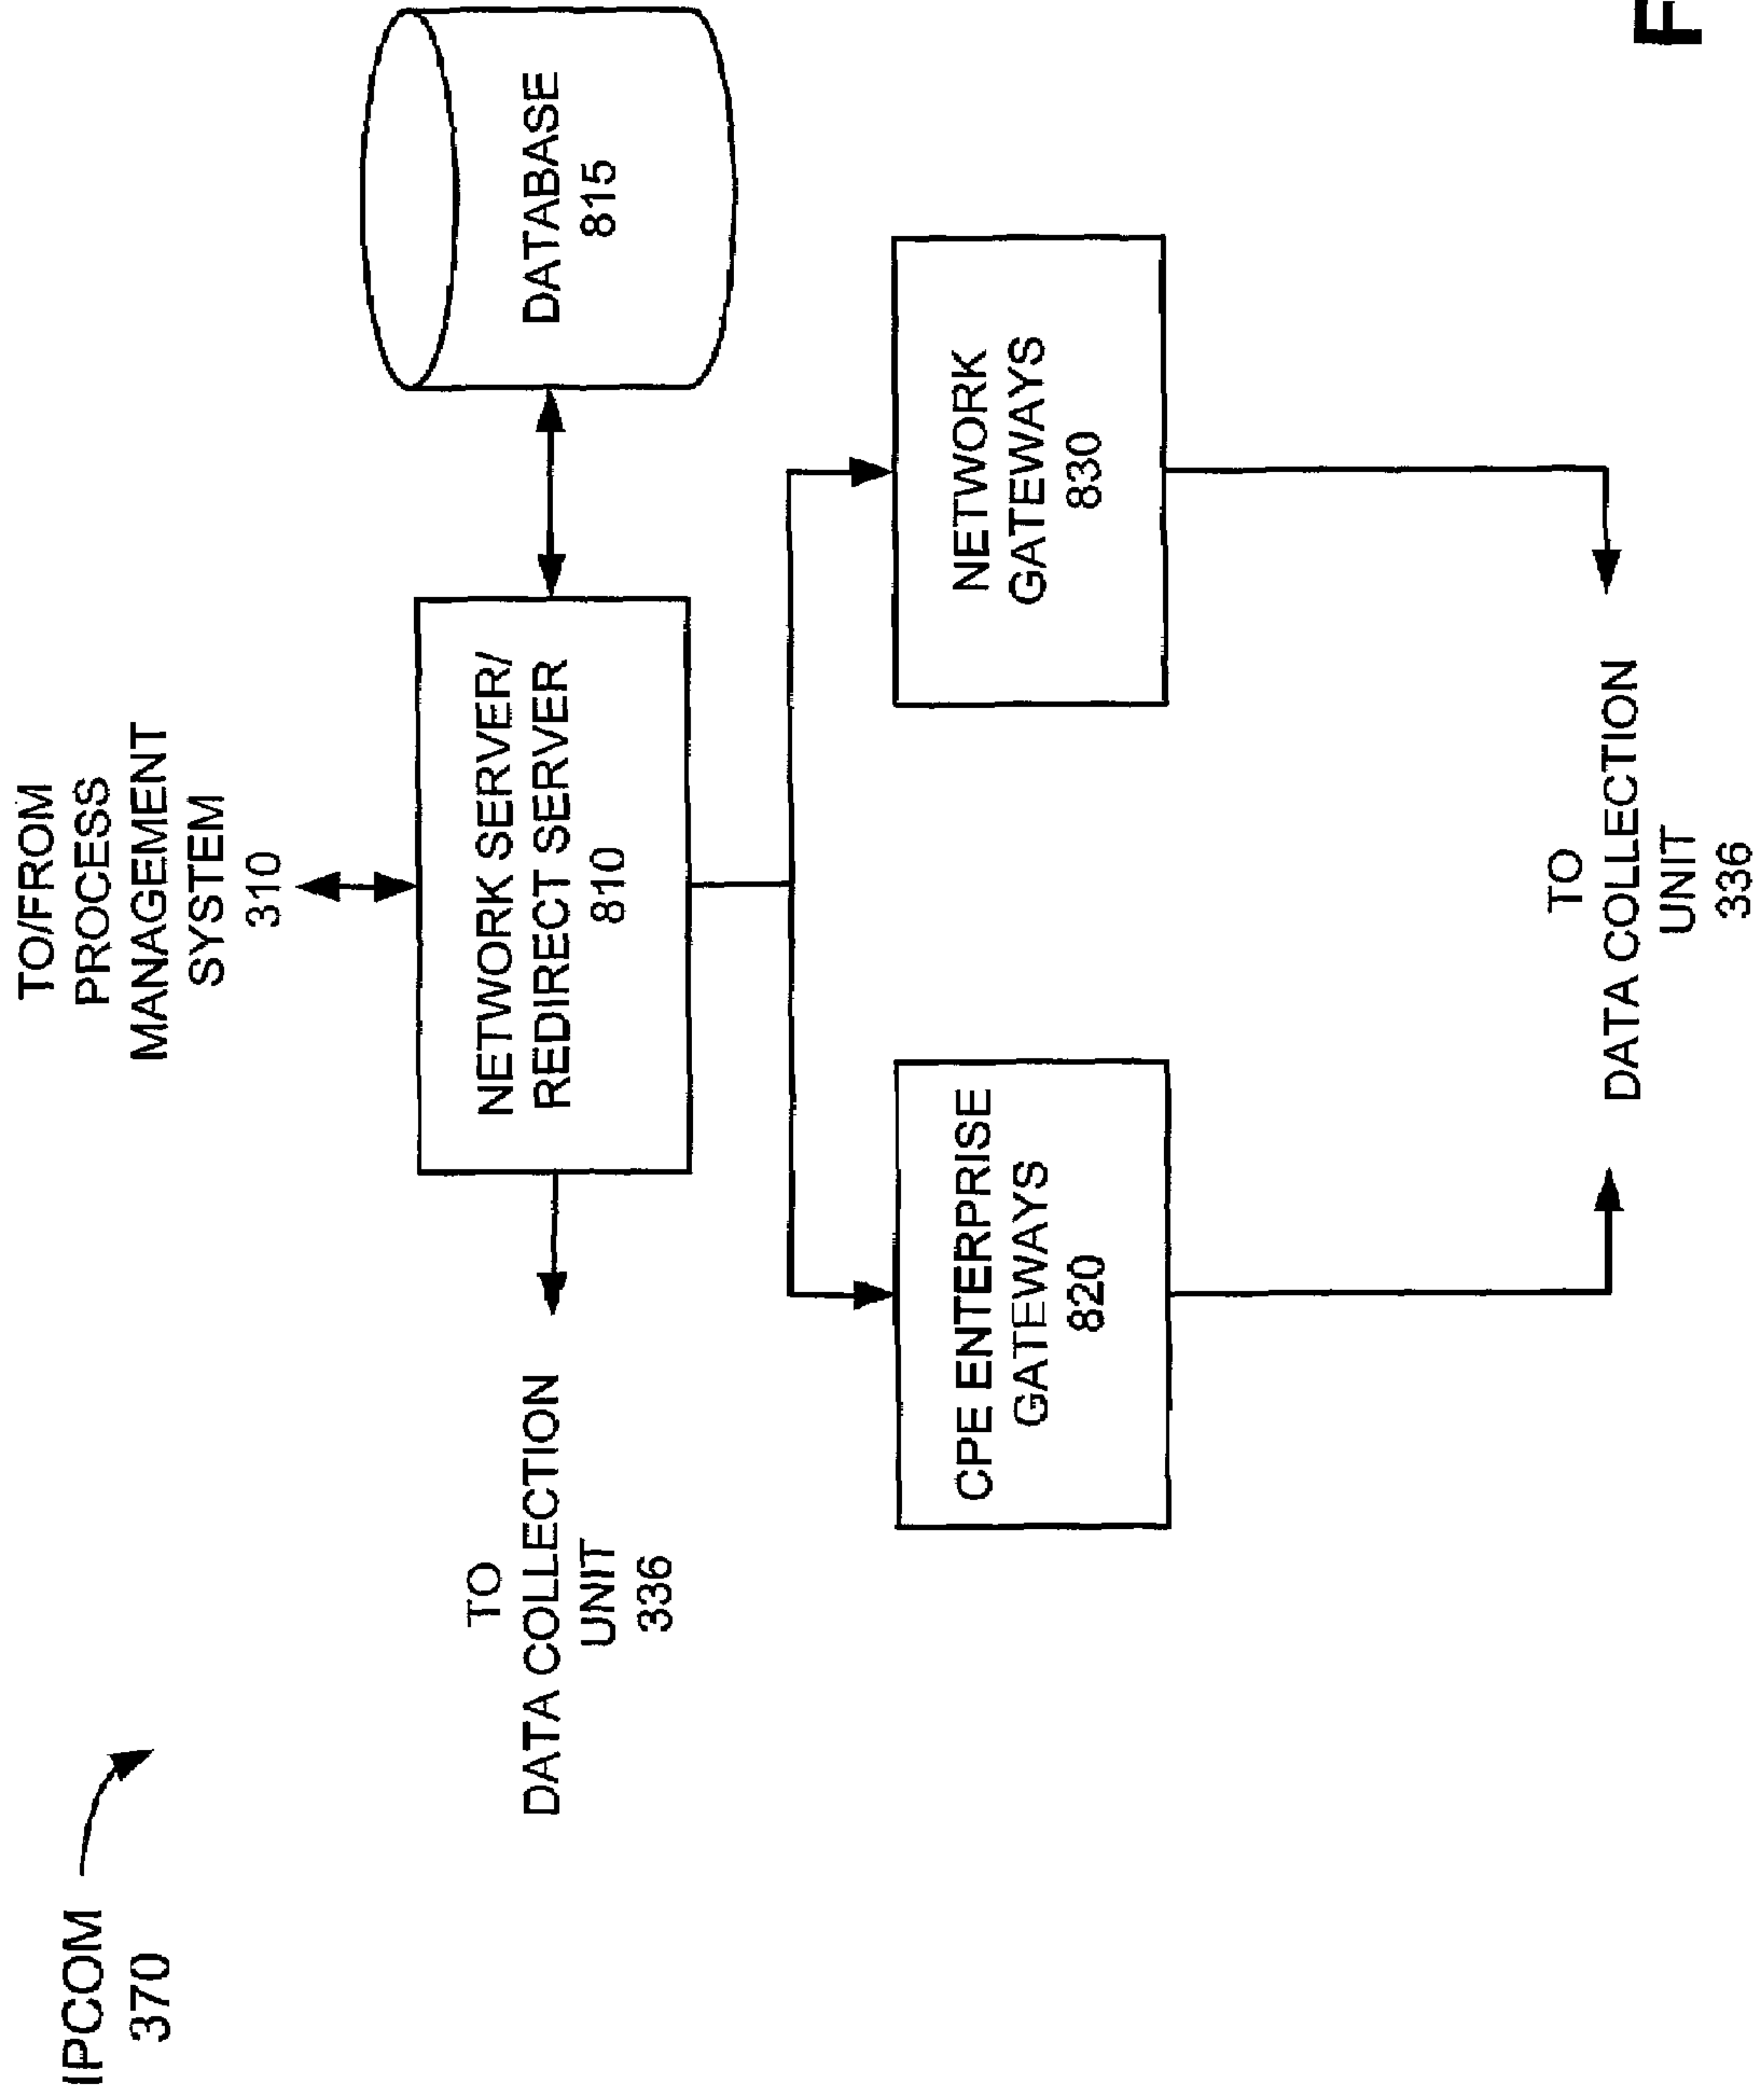 IPCOM
370
TO/FROM
PROCESS
MANAGEMENT
SYSTEM
310
TO
DATA COLLECTION
UNIT
336
NETWORK SERVER/
REDIRECT SERVER
810
DATABASE
815
CPE ENTERPRISE
GATEWAYS
820
NETWORK
GATEWAYS
830
TO
DATA COLLECTION
UNIT
336
F